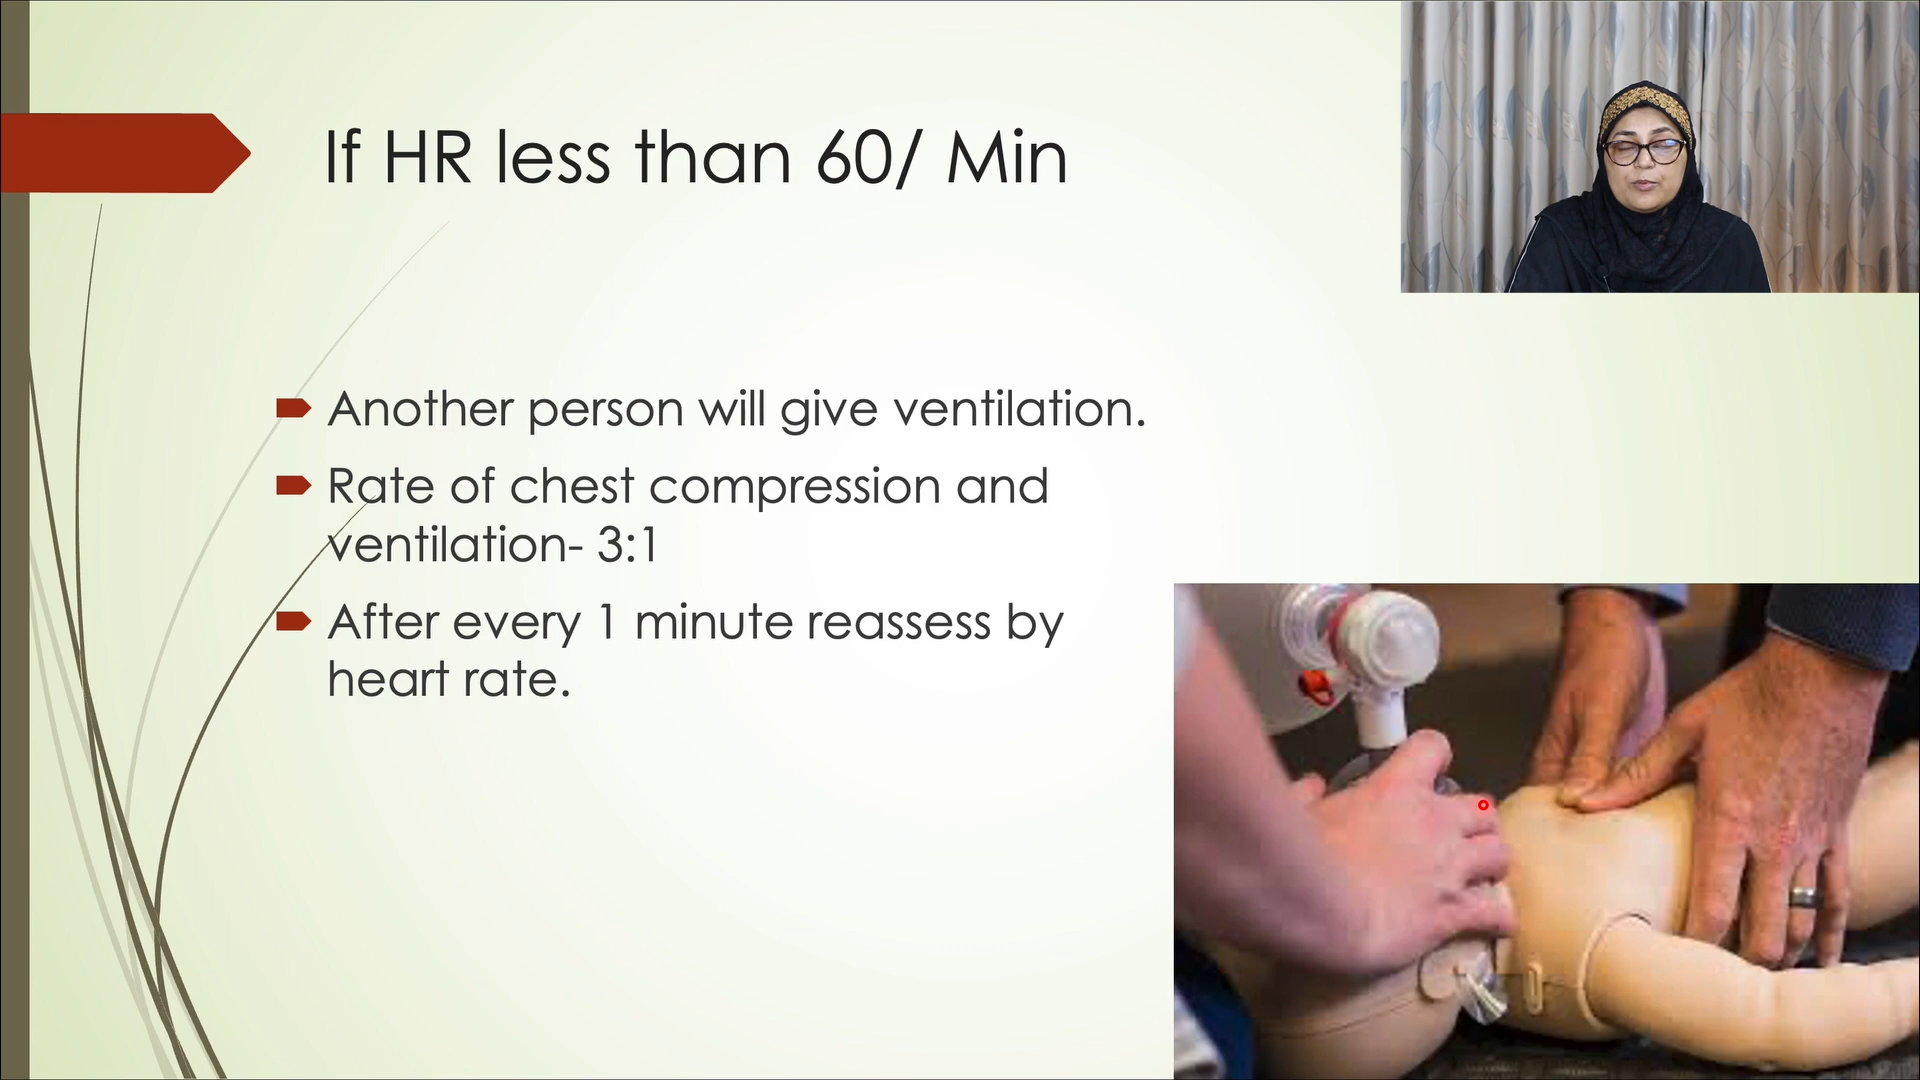 If HR less than 60/ Min
Another person will give ventilation.
Rate of chest compression and
ventilation- 3:1
After every 1 minute reassess by
heart rate.